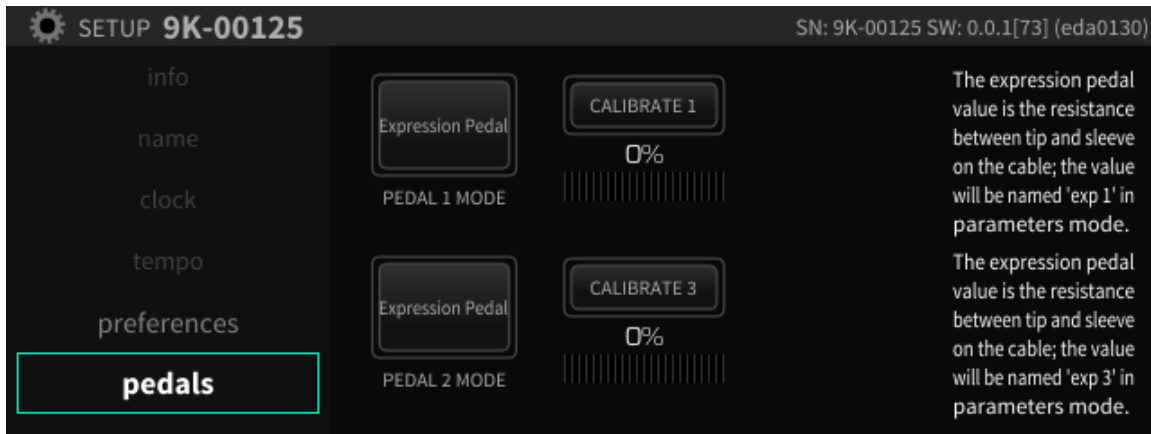 SETUP 9K-00125
SN: 9K-00125 SW: 0.0.1[73] (eda0130)
info
name
clock
tempo
preferences
pedals
Expression Pedal
PEDAL 1 MODE
CALIBRATE 1
0%
The expression pedal
value is the resistance
between tip and sleeve
on the cable; the value
will be named 'exp 1' in
parameters mode.
Expression Pedal
PEDAL 2 MODE
CALIBRATE 3
0%
The expression pedal
value is the resistance
between tip and sleeve
on the cable; the value
will be named 'exp 3' in
parameters mode.